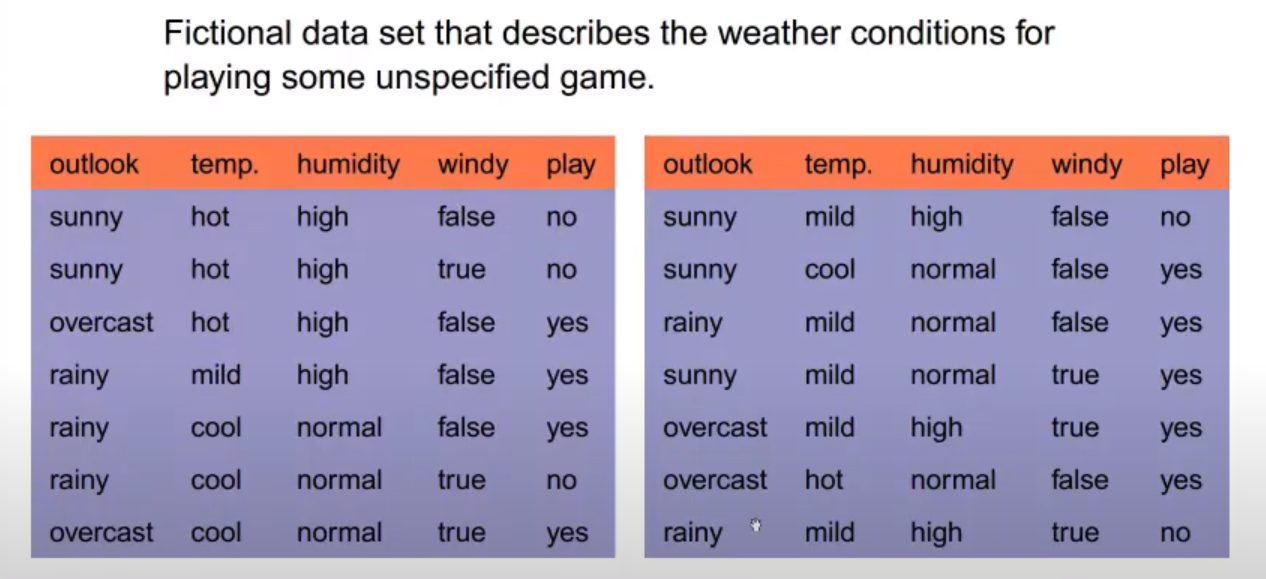 Fictional data set that describes the weather conditions for
playing some unspecified game.
outlook temp. humidity windy play
sunny hot high false no
sunny hot high true no
overcast hot high false yes
rainy mild high false yes
rainy cool normal false yes
rainy cool normal true no
overcast cool normal true yes
outlook temp. humidity windy play
sunny mild high false no
sunny cool normal false yes
rainy mild normal false yes
sunny mild normal true yes
overcast mild high true yes
overcast hot normal false yes
rainy mild high true no